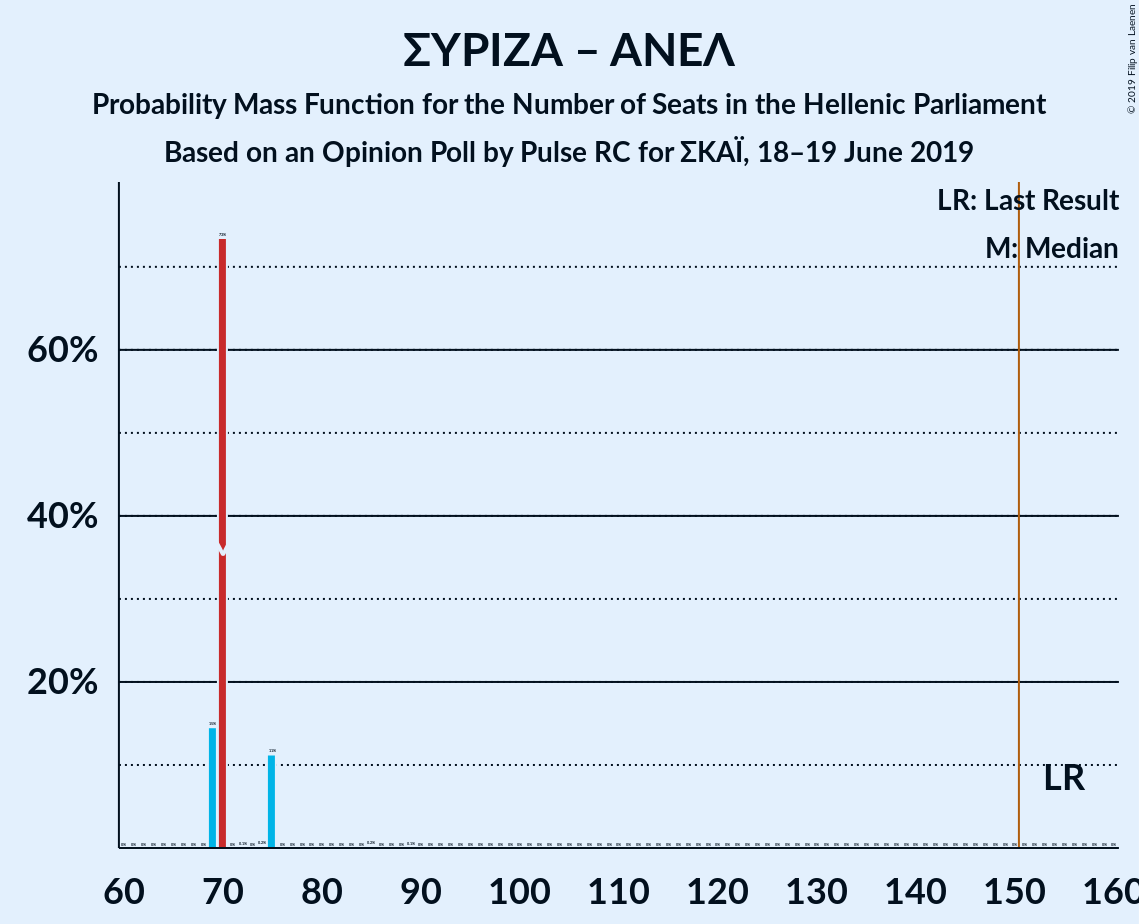 ΣΥΡΙΖΑ – ΑΝΕΛ
Probability Mass Function for the Number of Seats in the Hellenic Parliament
Based on an Opinion Poll by Pulse RC for ΣΚΑΪ, 18–19 June 2019
© 2019 Filip van Laenen
LR: Last Result
M: Median
60%
40%
20%
LR
60 70 80 90 100 110 120 130 140 150 160